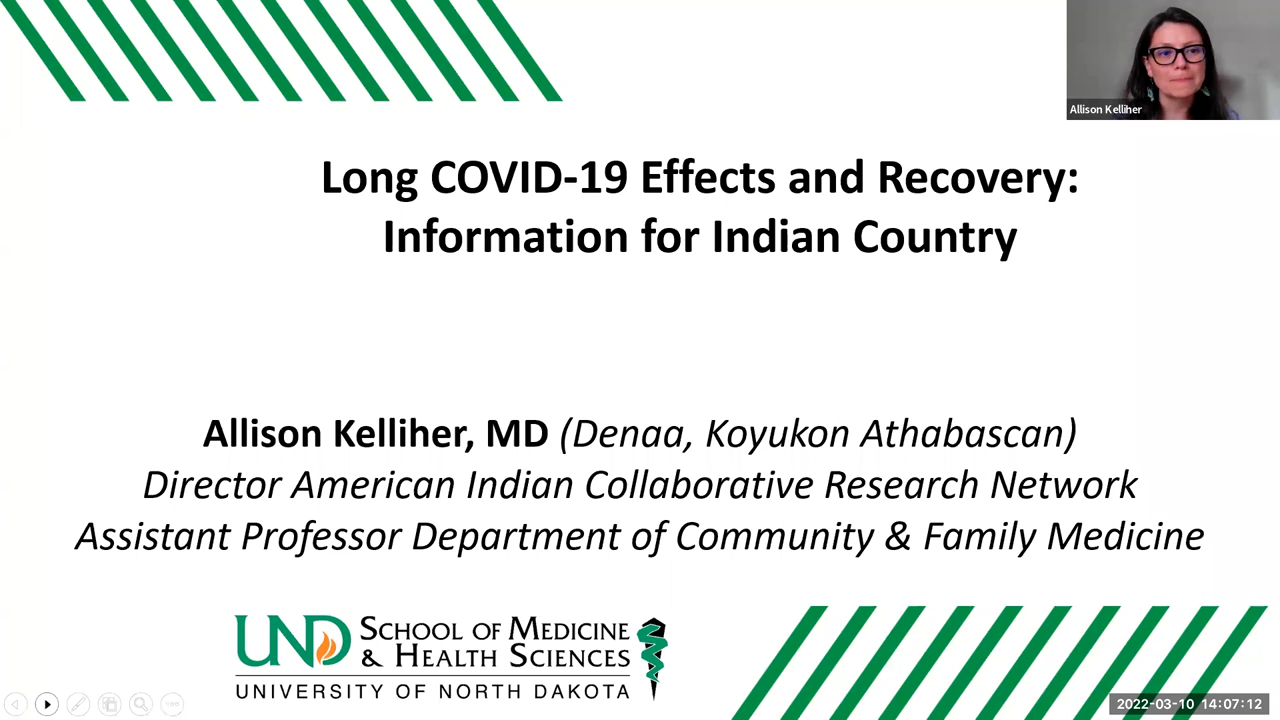 Allison Kelliher
Long COVID-19 Effects and Recovery:
Information for Indian Country
Allison Kelliher, MD (Denaa, Koyukon Athabascan)
Director American Indian Collaborative Research Network
Assistant Professor Department of Community & Family Medicine
UND SCHOOL OF MEDICINE
& HEALTH SCIENCES
UNIVERSITY OF NORTH DAKOTA
2022-03-10 14:07:12